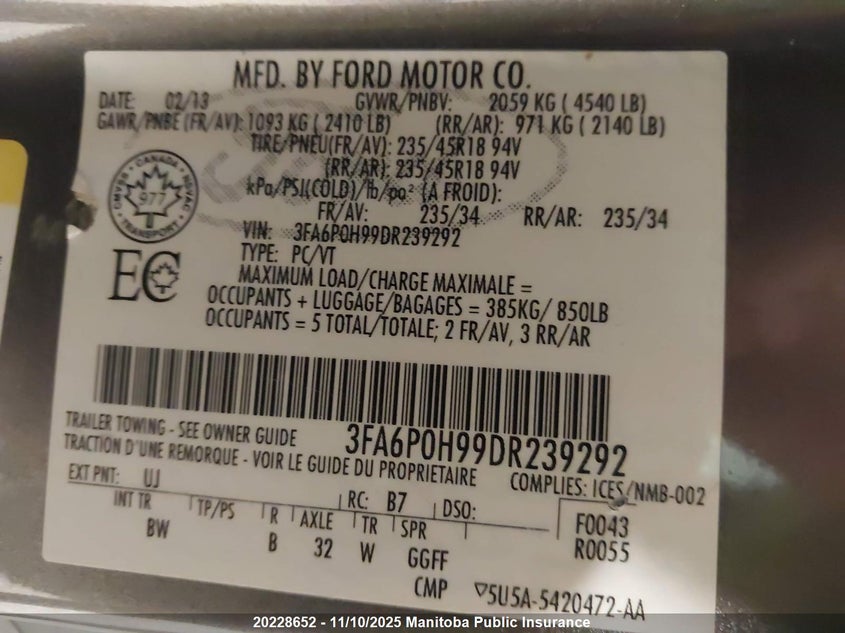 MFD. BY FORD MOTOR CO.
DATE: 02/13 GVWR/PNBV: 2059 KG ( 4540 LB)
GAWR/PNBE (FR/AV): 1093 KG ( 2410 LB) (RR/AR): 971 KG ( 2140 LB)
TIRE/PNEU(FR/AV): 235/45R18 94V
(RR/AR): 235/45R18 94V
kPa/PSI(COLD)/lb/po² (A FROID):
FR/AV: 235/34 RR/AR: 235/34
VIN: 3FA6P0H99DR239292
TYPE: PC/VT
CANADA
CMVSS NSVAC
977
TRANSPORT
EC
MAXIMUM LOAD/CHARGE MAXIMALE =
OCCUPANTS + LUGGAGE/BAGAGES = 385KG/ 850LB
OCCUPANTS = 5 TOTAL/TOTALE; 2 FR/AV, 3 RR/AR
TRAILER TOWING - SEE OWNER GUIDE
3FA6P0H99DR239292
TRACTION D'UNE REMORQUE - VOIR LE GUIDE DU PROPRIETAIRE
COMPLIES: ICES/NMB-002
EXT PNT: UJ RC: B7 DSO:
INT TR TP/PS R AXLE TR SPR F0043
BW B 32 W GGFF R0055
CMP 5U5A-5420472-AA
20228652 - 11/10/2025 Manitoba Public Insurance